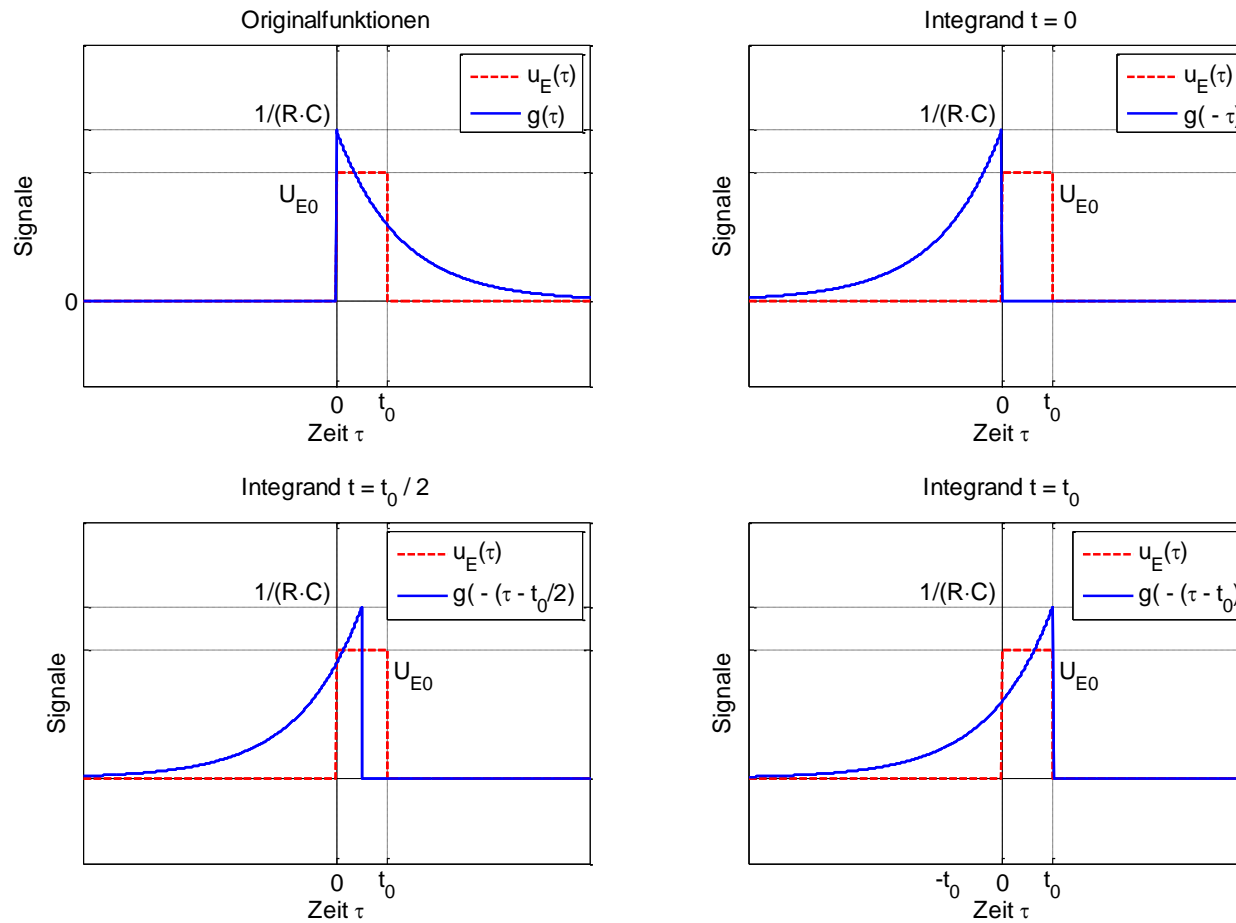 Originalfunktionen
u_E(τ)
g(τ)
1/(R·C)
U_E0
Signale
0
0
t_0
Zeit τ
Integrand t = 0
u_E(τ)
g( - τ)
1/(R·C)
U_E0
Signale
0
t_0
Zeit τ
Integrand t = t_0 / 2
u_E(τ)
g( - (τ - t_0/2)
1/(R·C)
U_E0
Signale
0
t_0
Zeit τ
Integrand t = t_0
u_E(τ)
g( - (τ - t_0)
1/(R·C)
U_E0
Signale
-t_0
0
t_0
Zeit τ